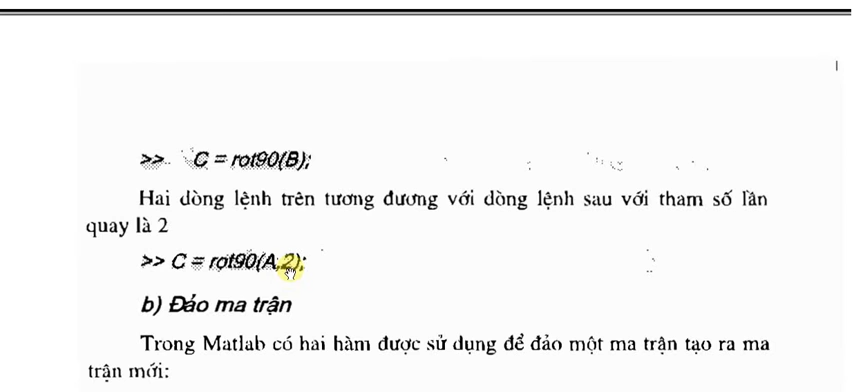 >> C = rot90(B);
Hai dòng lệnh trên tương đương với dòng lệnh sau với tham số lần
quay là 2
>> C = rot90(A,2);
b) Đảo ma trận
Trong Matlab có hai hàm được sử dụng để đảo một ma trận tạo ra ma
trận mới: